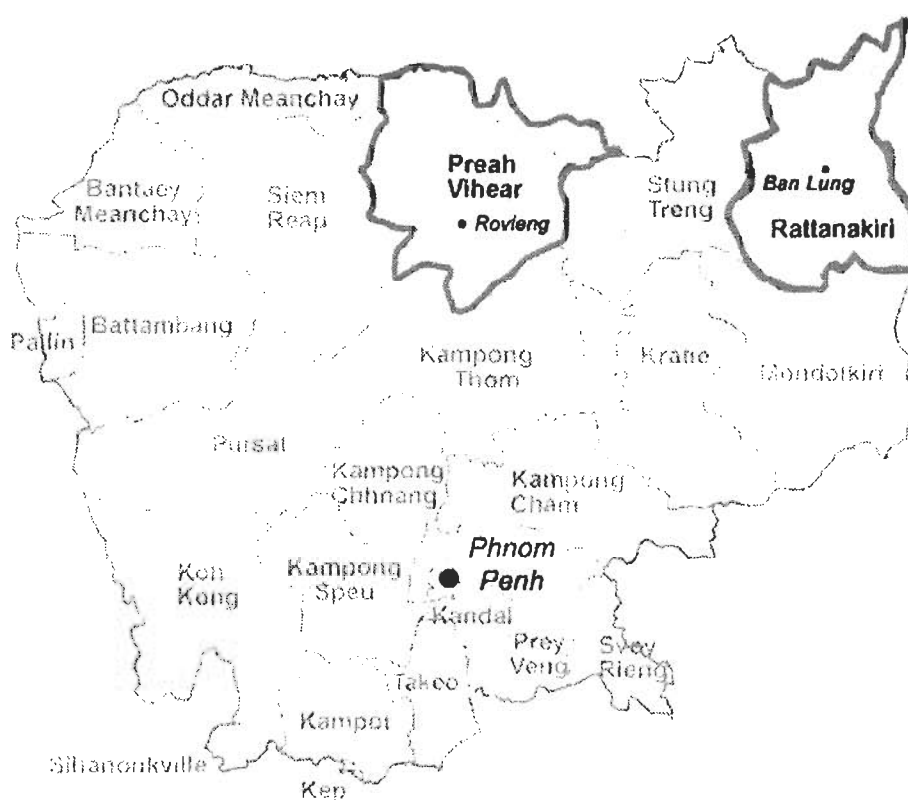 Oddar Meanchay
Preah
Vihear
Rovieng
Bantaey
Meanchay
Siem
Reap
Stung
Treng
Ban Lung
Rattanakiri
Pailin
Battambang
Kampong
Thom
Kratie
Mondolkiri
Pursat
Kampong
Chhnang
Kampong
Cham
Phnom
Penh
Koh
Kong
Kampong
Speu
Kandal
Prey
Veng
Svey
Rieng
Takeo
Kampot
Sihanoukville
Kep